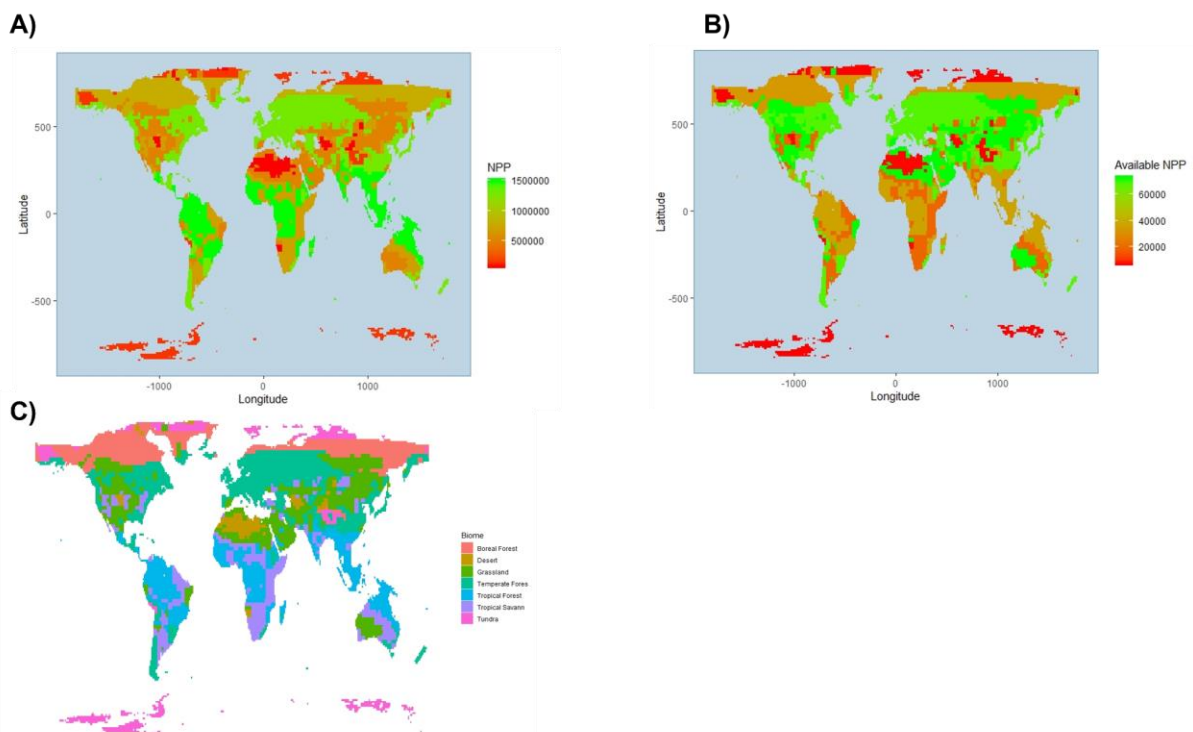 A)
B)
500
0
-500
Latitude
-1000
0
1000
Longitude
NPP
1500000
1000000
500000
500
0
-500
Latitude
-1000
0
1000
Longitude
Available NPP
60000
40000
20000
C)
Biome
Boreal Forest
Desert
Grassland
Temperate Fores
Tropical Forest
Tropical Savann
Tundra